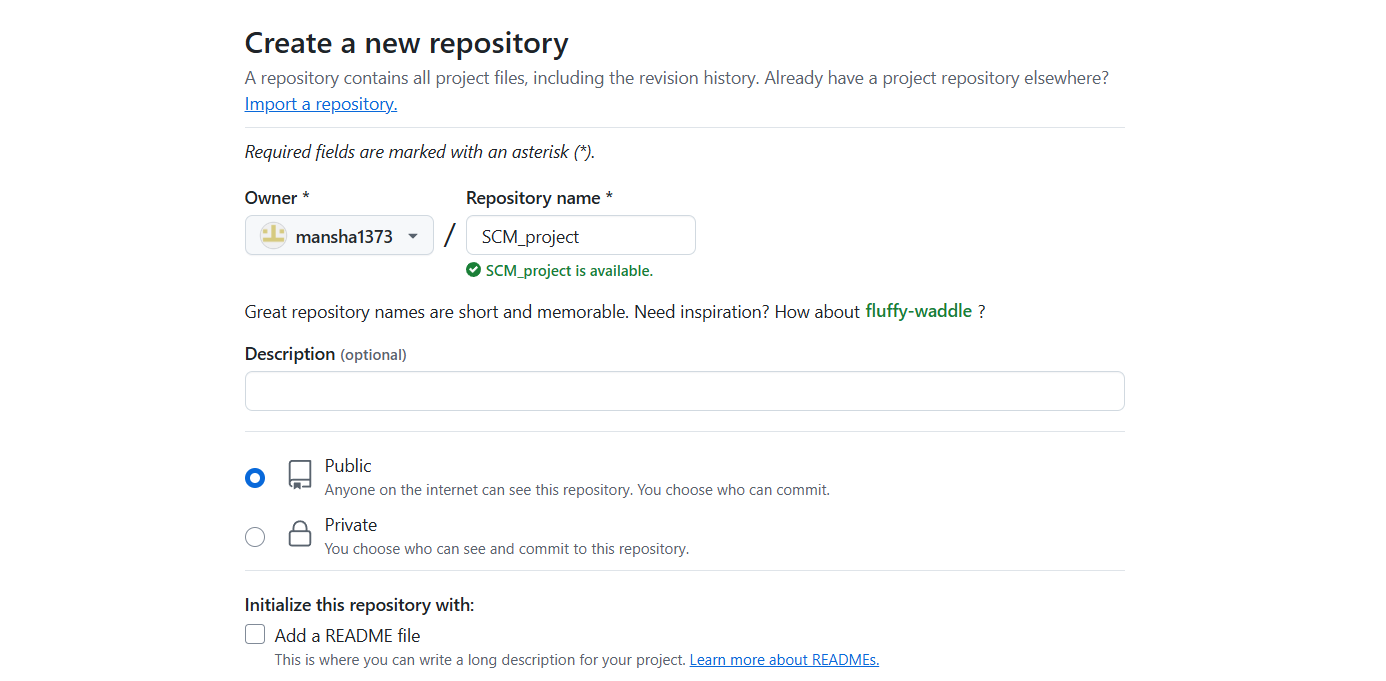 Create a new repository
A repository contains all project files, including the revision history. Already have a project repository elsewhere?
Import a repository.
Required fields are marked with an asterisk (*).
Owner * Repository name *
mansha1373 / SCM_project
SCM_project is available.
Great repository names are short and memorable. Need inspiration? How about fluffy-waddle ?
Description (optional)
Public
Anyone on the internet can see this repository. You choose who can commit.
Private
You choose who can see and commit to this repository.
Initialize this repository with:
Add a README file
This is where you can write a long description for your project. Learn more about READMEs.